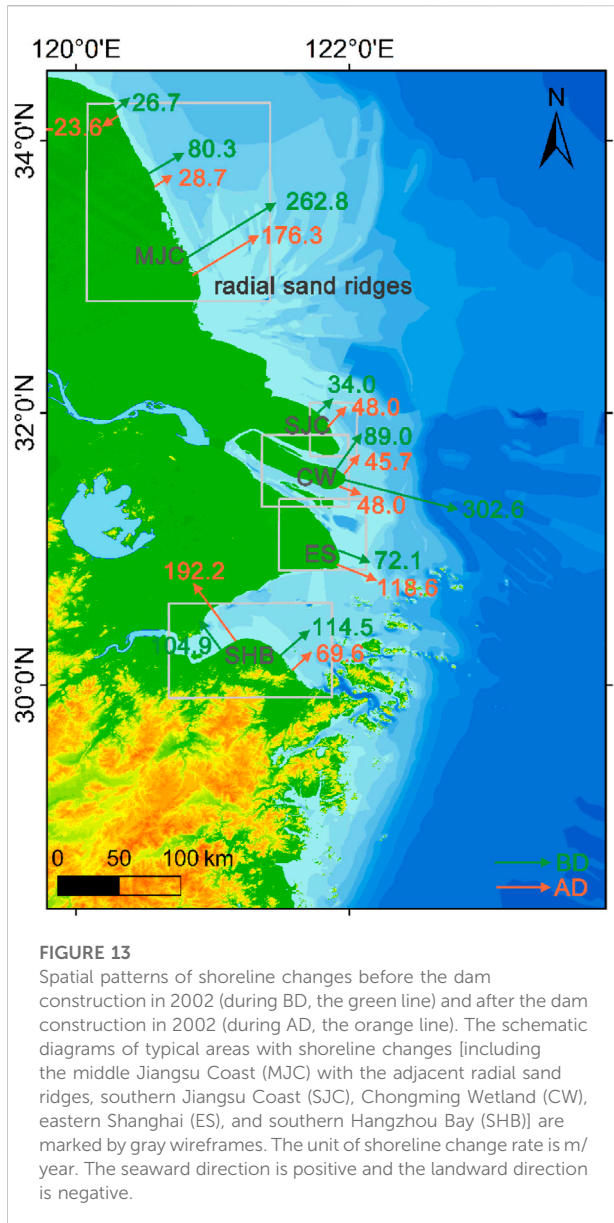 120°0'E 122°0'E
N
26.7
-23.6
34°0'N
80.3
28.7
262.8
176.3
MJC
radial sand ridges
32°0'N
34.0
48.0
SJC
89.0
CW
45.7
48.0
302.6
ES
72.1
118.6
192.2
104.9
114.5
SHB
69.6
30°0'N
0 50 100 km
BD
AD
FIGURE 13
Spatial patterns of shoreline changes before the dam
construction in 2002 (during BD, the green line) and after the dam
construction in 2002 (during AD, the orange line). The schematic
diagrams of typical areas with shoreline changes [including
the middle Jiangsu Coast (MJC) with the adjacent radial sand
ridges, southern Jiangsu Coast (SJC), Chongming Wetland (CW),
eastern Shanghai (ES), and southern Hangzhou Bay (SHB)] are
marked by gray wireframes. The unit of shoreline change rate is m/
year. The seaward direction is positive and the landward direction
is negative.